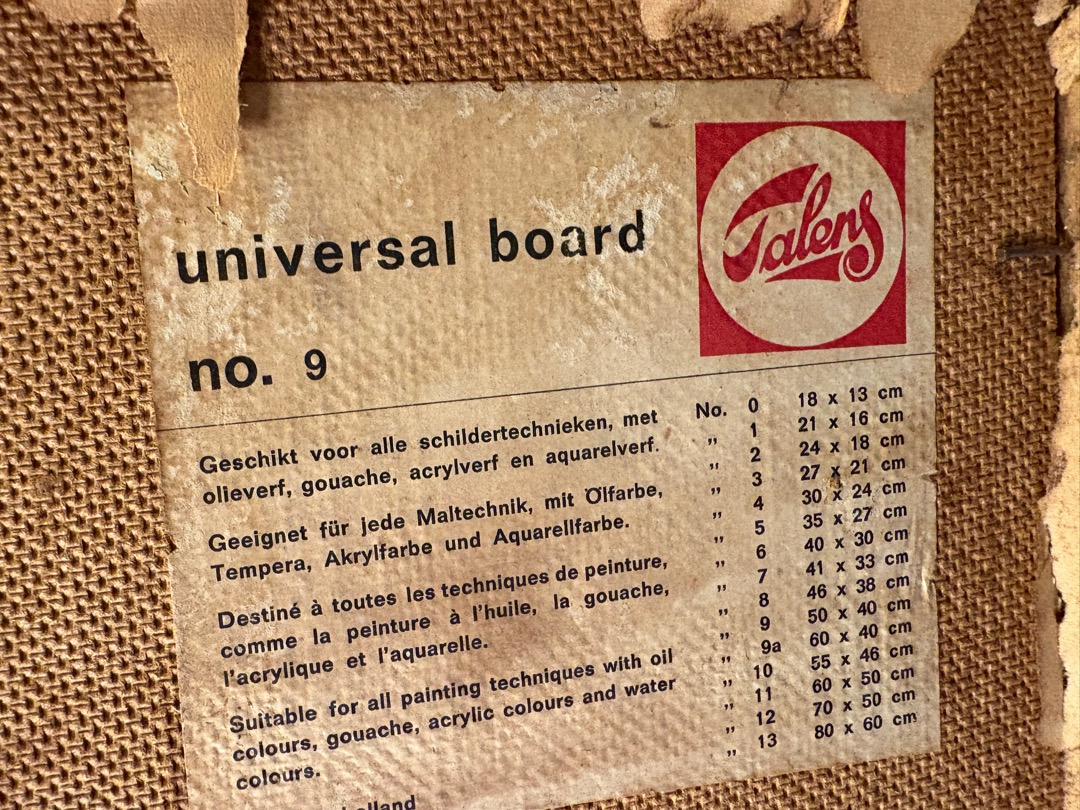 Talens
universal board
no. 9
Geschikt voor alle schildertechnieken, met
olieverf, gouache, acrylverf en aquarelverf.
Geeignet für jede Maltechnik, mit Ölfarbe,
Tempera, Akrylfarbe und Aquarellfarbe.
Destiné à toutes les techniques de peinture,
comme la peinture à l'huile, la gouache,
l'acrylique et l'aquarelle.
Suitable for all painting techniques with oil
colours, gouache, acrylic colours and water
colours.
No. 0 18 x 13 cm
„ 1 21 x 16 cm
„ 2 24 x 18 cm
„ 3 27 x 21 cm
„ 4 30 x 24 cm
„ 5 35 x 27 cm
„ 6 40 x 30 cm
„ 7 41 x 33 cm
„ 8 46 x 38 cm
„ 9 50 x 40 cm
„ 9a 60 x 40 cm
„ 10 55 x 46 cm
„ 11 60 x 50 cm
„ 12 70 x 50 cm
„ 13 80 x 60 cm